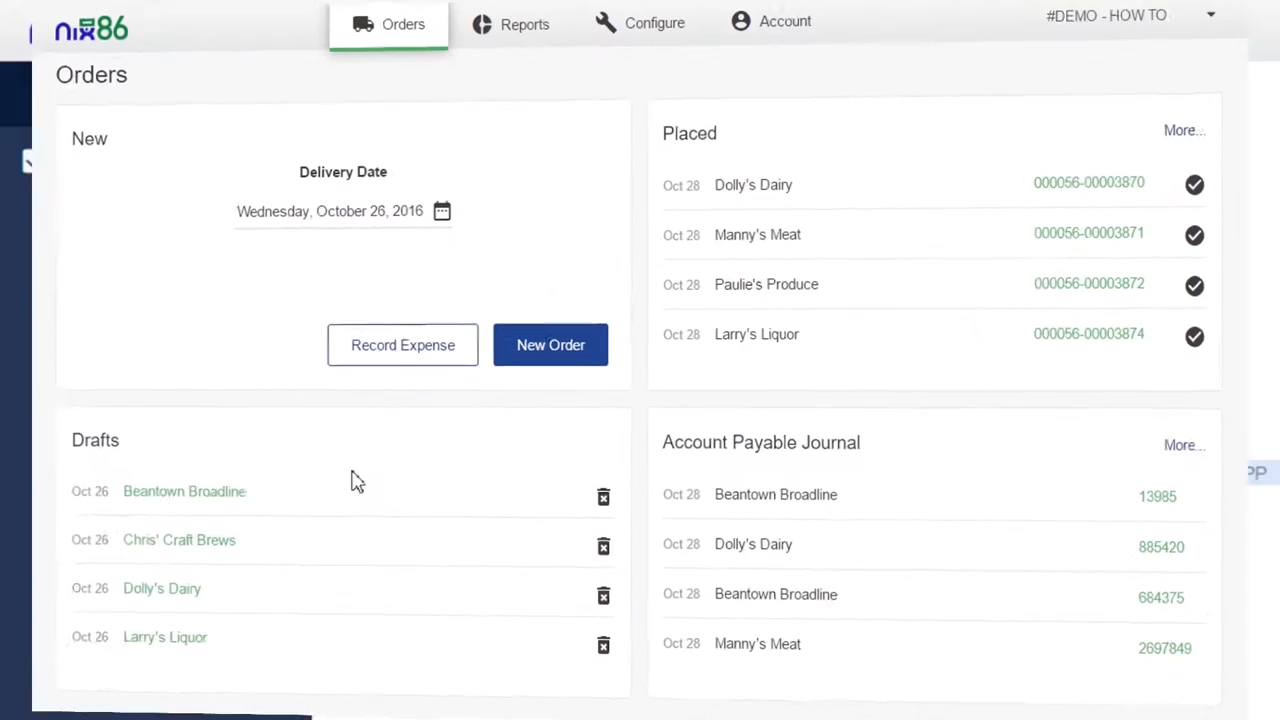 nix86
Orders
Reports
Configure
Account
#DEMO - HOW TO
Orders
New
Delivery Date
Wednesday, October 26, 2016
Record Expense
New Order
Placed
More...
Oct 28 Dolly's Dairy 000056-00003870
Oct 28 Manny's Meat 000056-00003871
Oct 28 Paulie's Produce 000056-00003872
Oct 28 Larry's Liquor 000056-00003874
Drafts
Oct 26 Beantown Broadline
Oct 26 Chris' Craft Brews
Oct 26 Dolly's Dairy
Oct 26 Larry's Liquor
Account Payable Journal
More...
Oct 28 Beantown Broadline 13985
Oct 28 Dolly's Dairy 885420
Oct 28 Beantown Broadline 684375
Oct 28 Manny's Meat 2697849